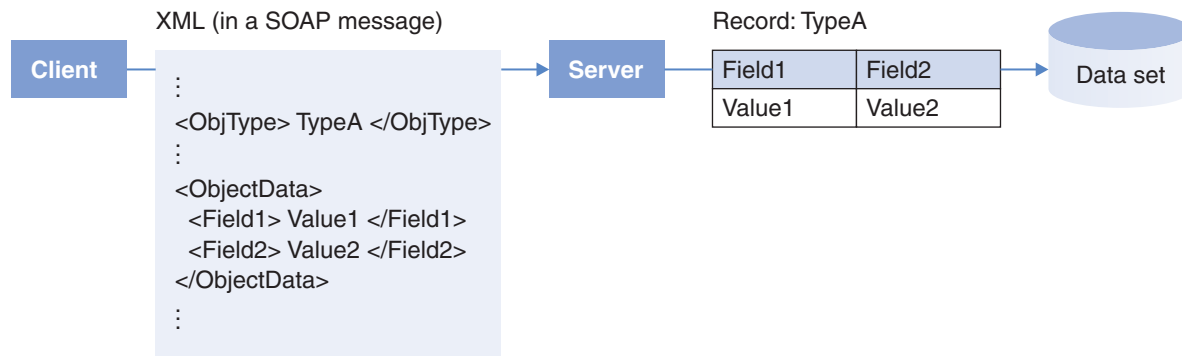 XML (in a SOAP message)
Record: TypeA
Client
⋮
<ObjType> TypeA </ObjType>
⋮
<ObjectData>
<Field1> Value1 </Field1>
<Field2> Value2 </Field2>
</ObjectData>
⋮
Server
Field1 Field2
Value1 Value2
Data set